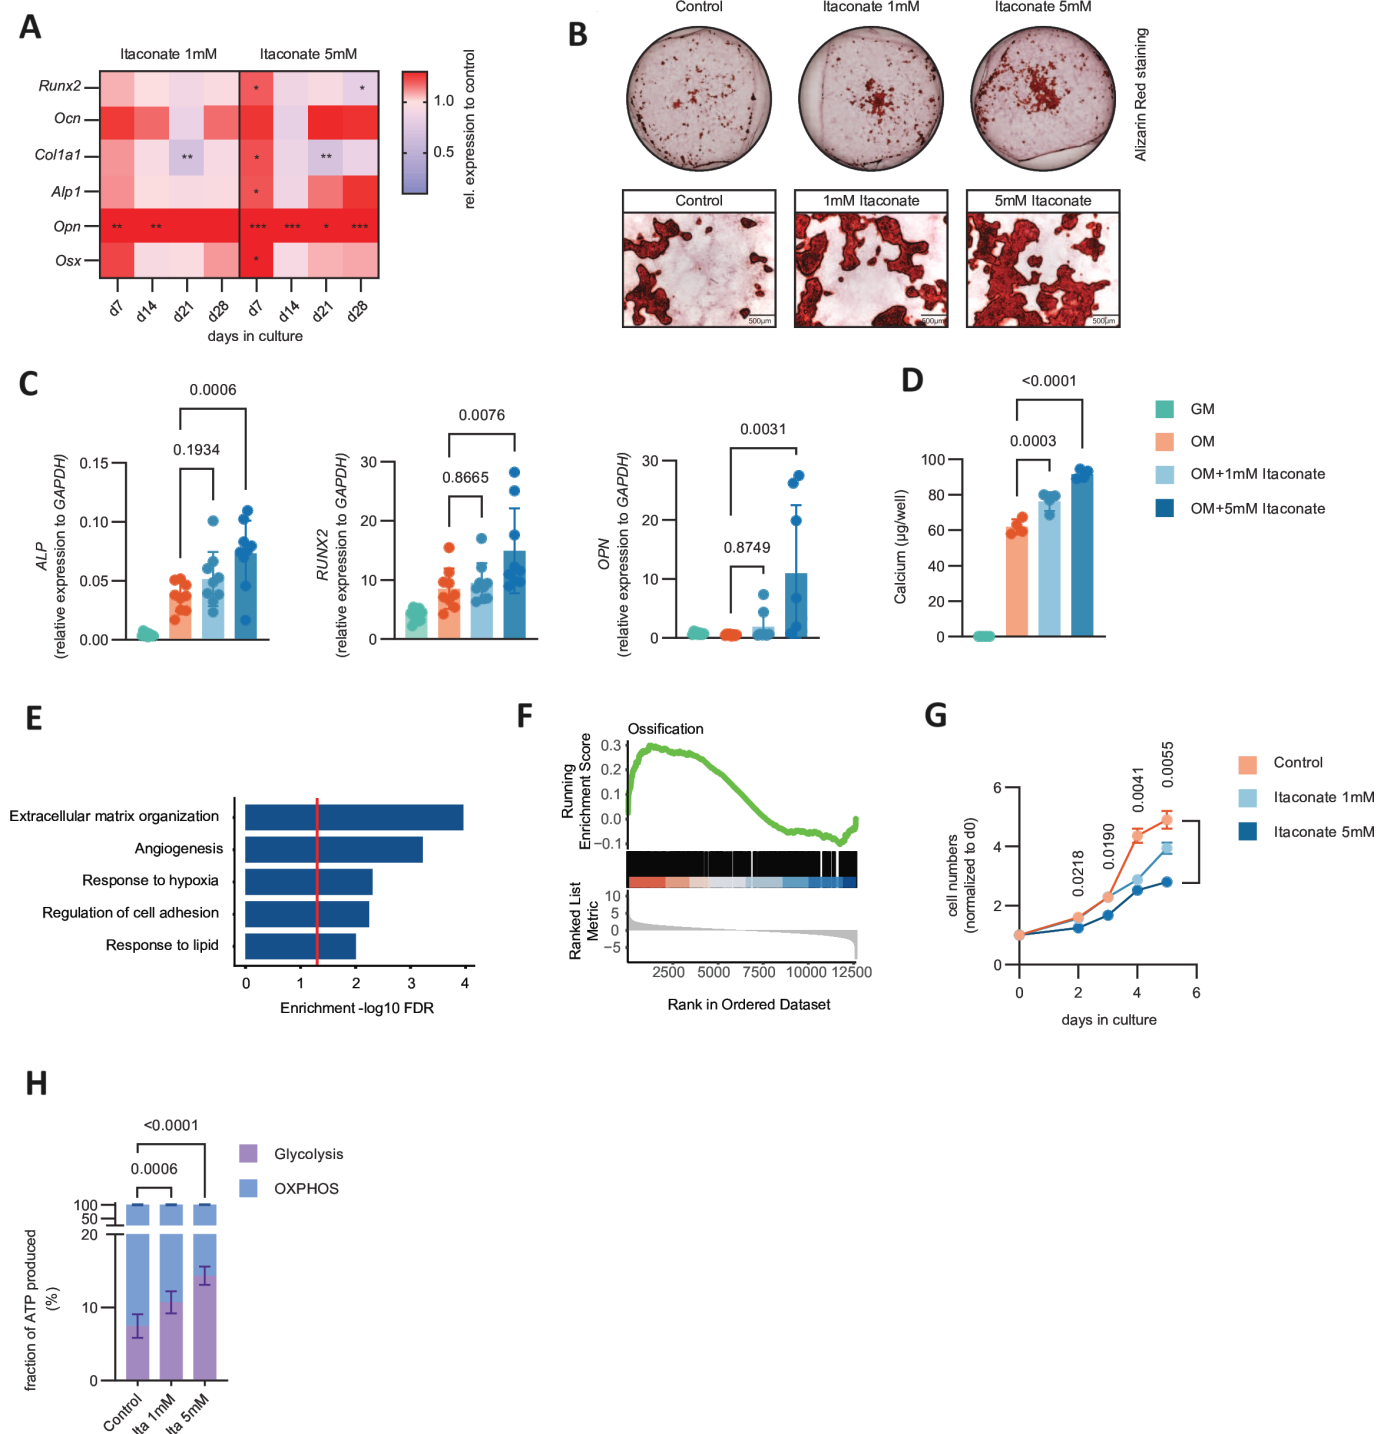 A
Itaconate 1mM
Itaconate 5mM
Runx2
Ocn
Col1a1
Alp1
Opn
Osx
*
*
**
*
**
*
**
**
***
***
*
***
*
d7
d14
d21
d28
d7
d14
d21
d28
days in culture
1.0
0.5
rel. expression to control
B
Control
Itaconate 1mM
Itaconate 5mM
Alizarin Red staining
Control
1mM Itaconate
5mM Itaconate
500µm
500µm
500µm
C
0.0006
0.1934
0.15
0.10
0.05
0.00
ALP
(relative expression to GAPDH)
0.0076
0.8665
30
20
10
0
RUNX2
(relative expression to GAPDH)
0.0031
0.8749
30
20
10
0
OPN
(relative expression to GAPDH)
D
<0.0001
0.0003
100
80
60
40
20
0
Calcium (µg/well)
GM
OM
OM+1mM Itaconate
OM+5mM Itaconate
E
Extracellular matrix organization
Angiogenesis
Response to hypoxia
Regulation of cell adhesion
Response to lipid
0
1
2
3
4
Enrichment -log10 FDR
F
Ossification
Running
Enrichment Score
0.3
0.2
0.1
0.0
−0.1
Ranked List
Metric
10
5
0
−5
2500
5000
7500
10000
12500
Rank in Ordered Dataset
G
0.0218
0.0190
0.0041
0.0055
6
4
2
0
cell numbers
(normalized to d0)
0
2
4
6
days in culture
Control
Itaconate 1mM
Itaconate 5mM
H
<0.0001
0.0006
Glycolysis
OXPHOS
100
50
20
10
0
fraction of ATP produced
(%)
Control
Ita 1mM
Ita 5mM